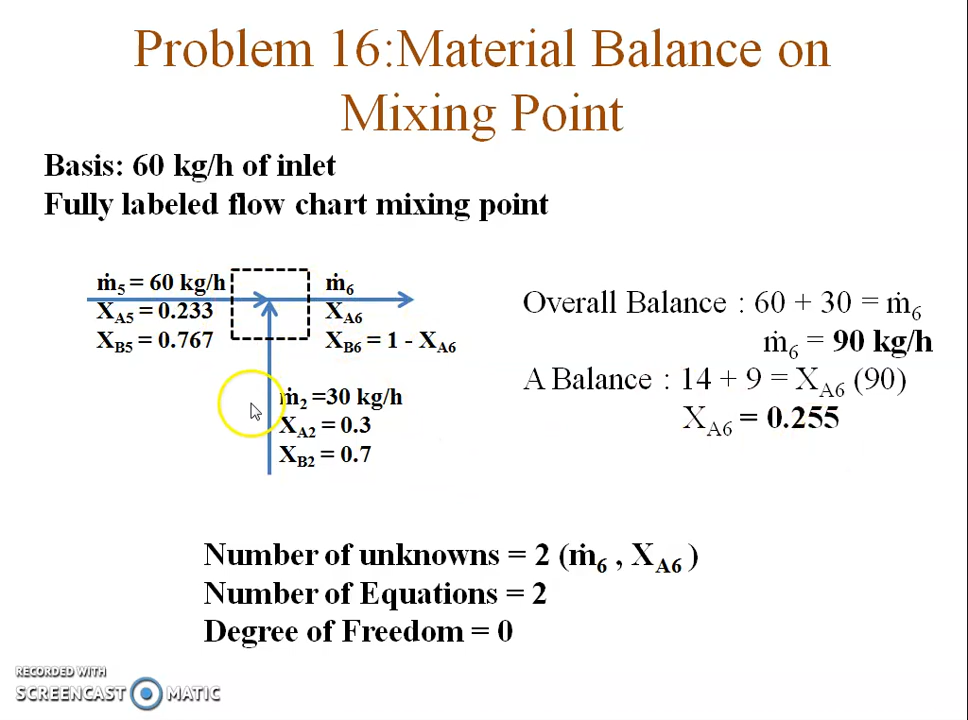 Problem 16:Material Balance on
Mixing Point
Basis: 60 kg/h of inlet
Fully labeled flow chart mixing point
ṁ5 = 60 kg/h
XA5 = 0.233
XB5 = 0.767
ṁ6
XA6
XB6 = 1 - XA6
ṁ2 =30 kg/h
XA2 = 0.3
XB2 = 0.7
Overall Balance : 60 + 30 = ṁ6
ṁ6 = 90 kg/h
A Balance : 14 + 9 = XA6 (90)
XA6 = 0.255
Number of unknowns = 2 (ṁ6 , XA6 )
Number of Equations = 2
Degree of Freedom = 0
RECORDED WITH
SCREENCAST MATIC